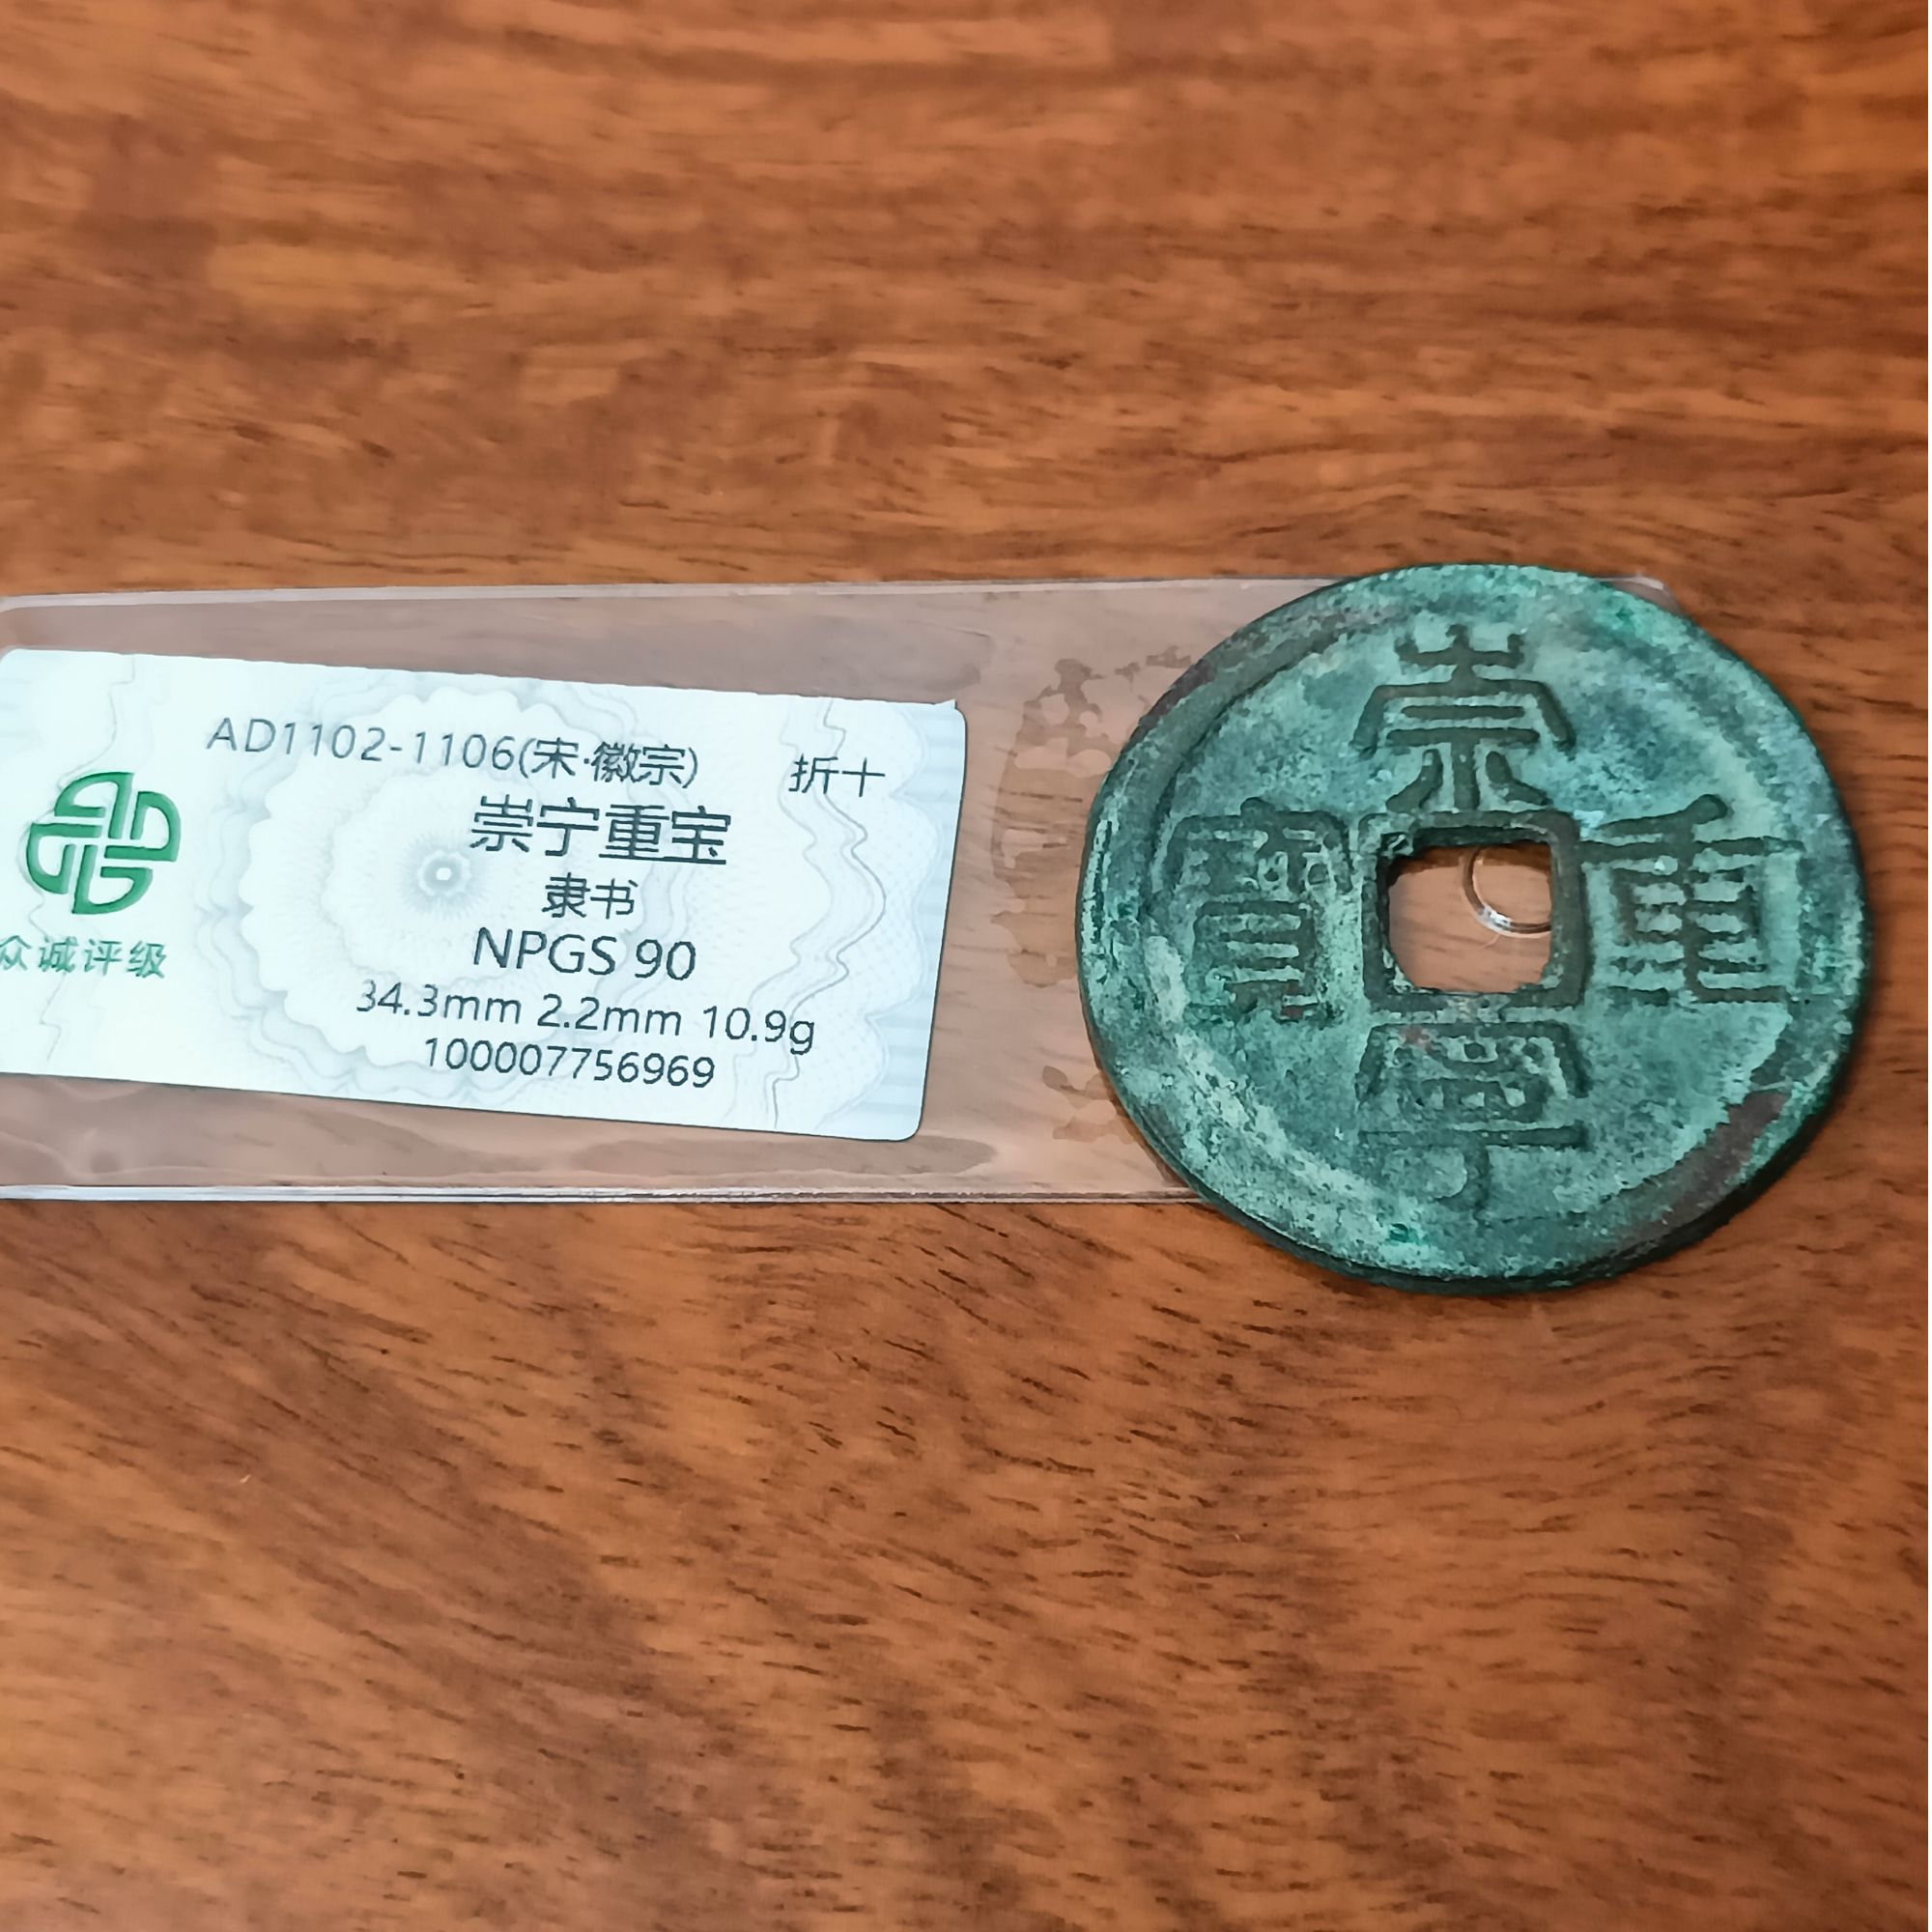 AD1102-1106(宋·徽宗) 折十
崇宁重宝
隶书
NPGS 90
34.3mm 2.2mm 10.9g
100007756969
众诚评级
崇
寧
重
寶